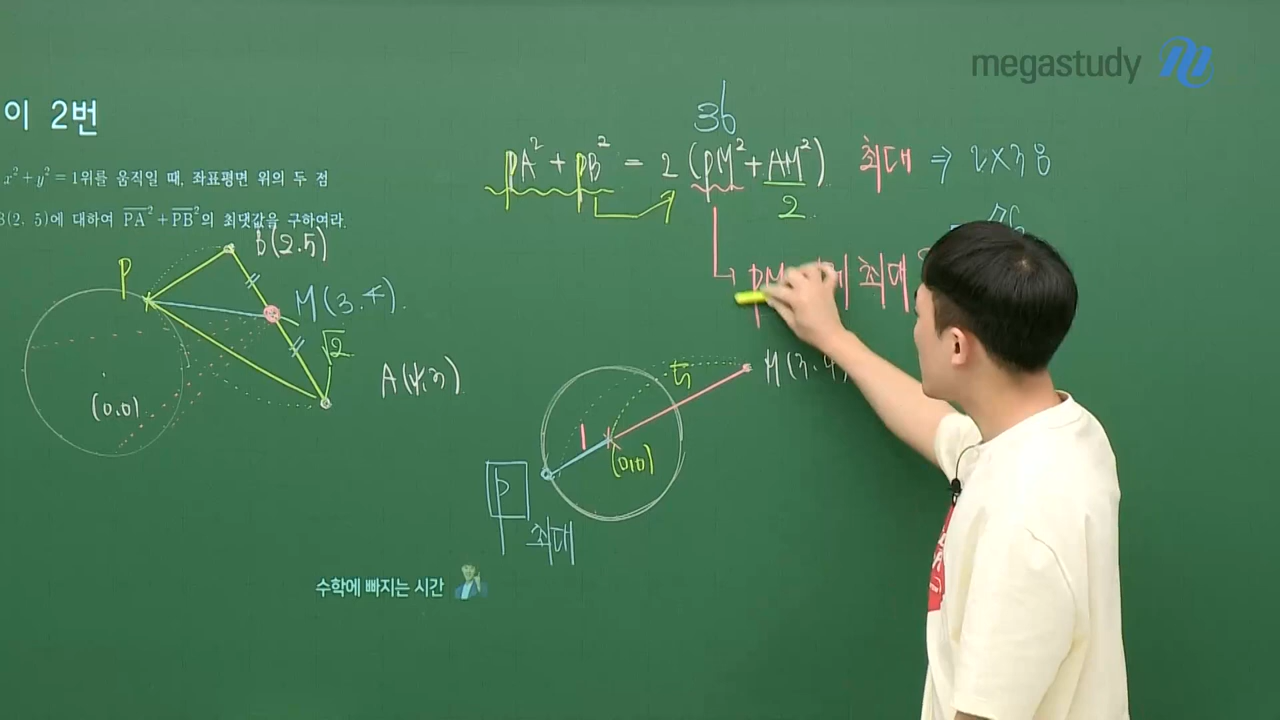 megastudy
이 2번
x² + y² = 1위를 움직일 때, 좌표평면 위의 두 점
B(2, 5)에 대하여 PA² + PB²의 최댓값을 구하여라.
36
PA² + PB² = 2 (PM² + AM²) 최대 ⇒ 2×38
2
76
PM 최대
B(2.5)
P
M(3.4)
√2
A(4,3)
(0,0)
M(3,4)
5
1
(0,0)
P
최대
수학에 빠지는 시간